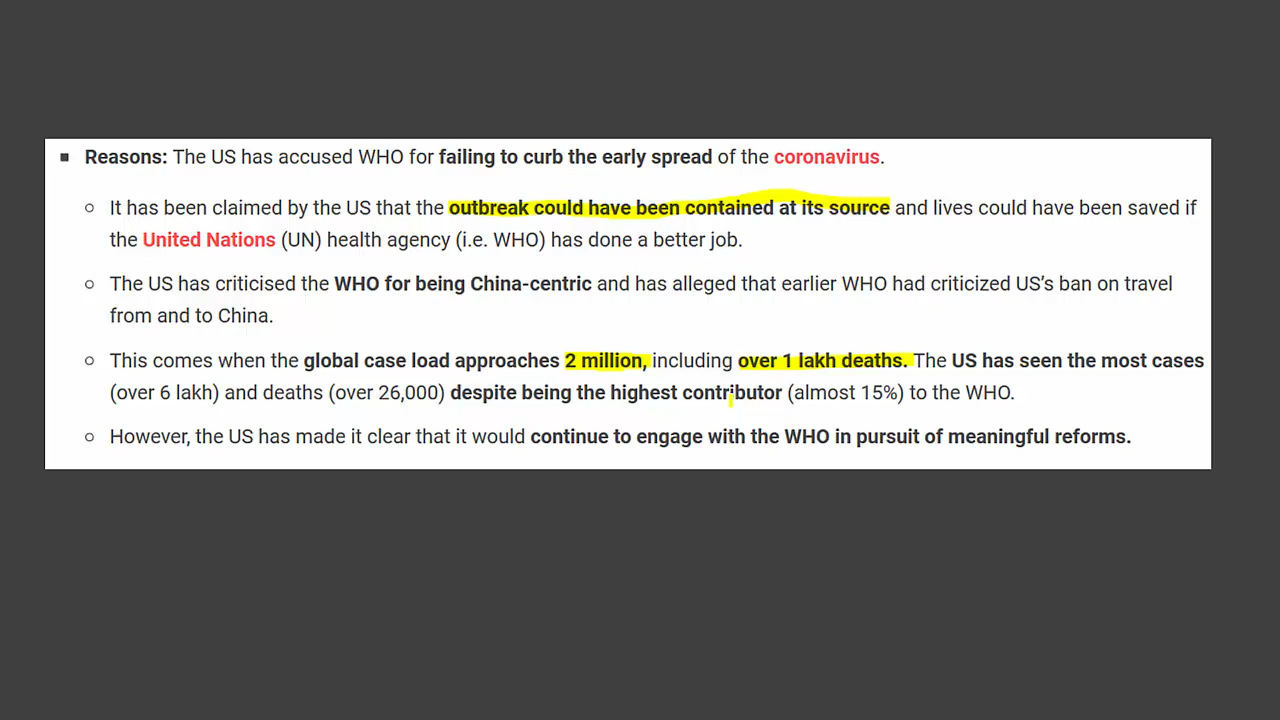 Reasons: The US has accused WHO for failing to curb the early spread of the coronavirus.
It has been claimed by the US that the outbreak could have been contained at its source and lives could have been saved if
the United Nations (UN) health agency (i.e. WHO) has done a better job.
The US has criticised the WHO for being China-centric and has alleged that earlier WHO had criticized US’s ban on travel
from and to China.
This comes when the global case load approaches 2 million, including over 1 lakh deaths. The US has seen the most cases
(over 6 lakh) and deaths (over 26,000) despite being the highest contributor (almost 15%) to the WHO.
However, the US has made it clear that it would continue to engage with the WHO in pursuit of meaningful reforms.